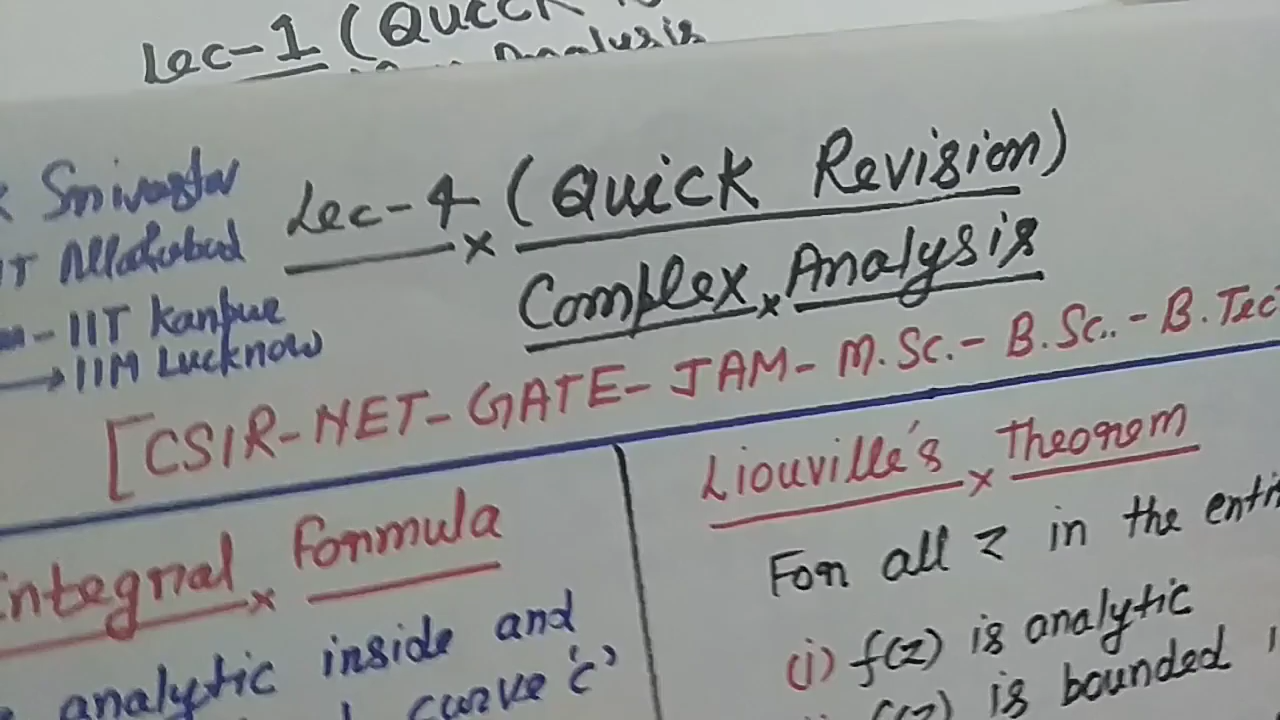 Lec-1 (Quick
Analysis
Srivastav
Lec-4 (Quick Revision)
IIT Allahabad
Complex Analysis
IIT Kanpur
→ IIM Lucknow
[CSIR-NET-GATE-JAM-M.Sc.-B.Sc.-B.Tec
Integral Formula
Liouville's Theorem
For all z in the enti
analytic inside and
(i) f(z) is analytic
curve 'c'
f(z) is bounded